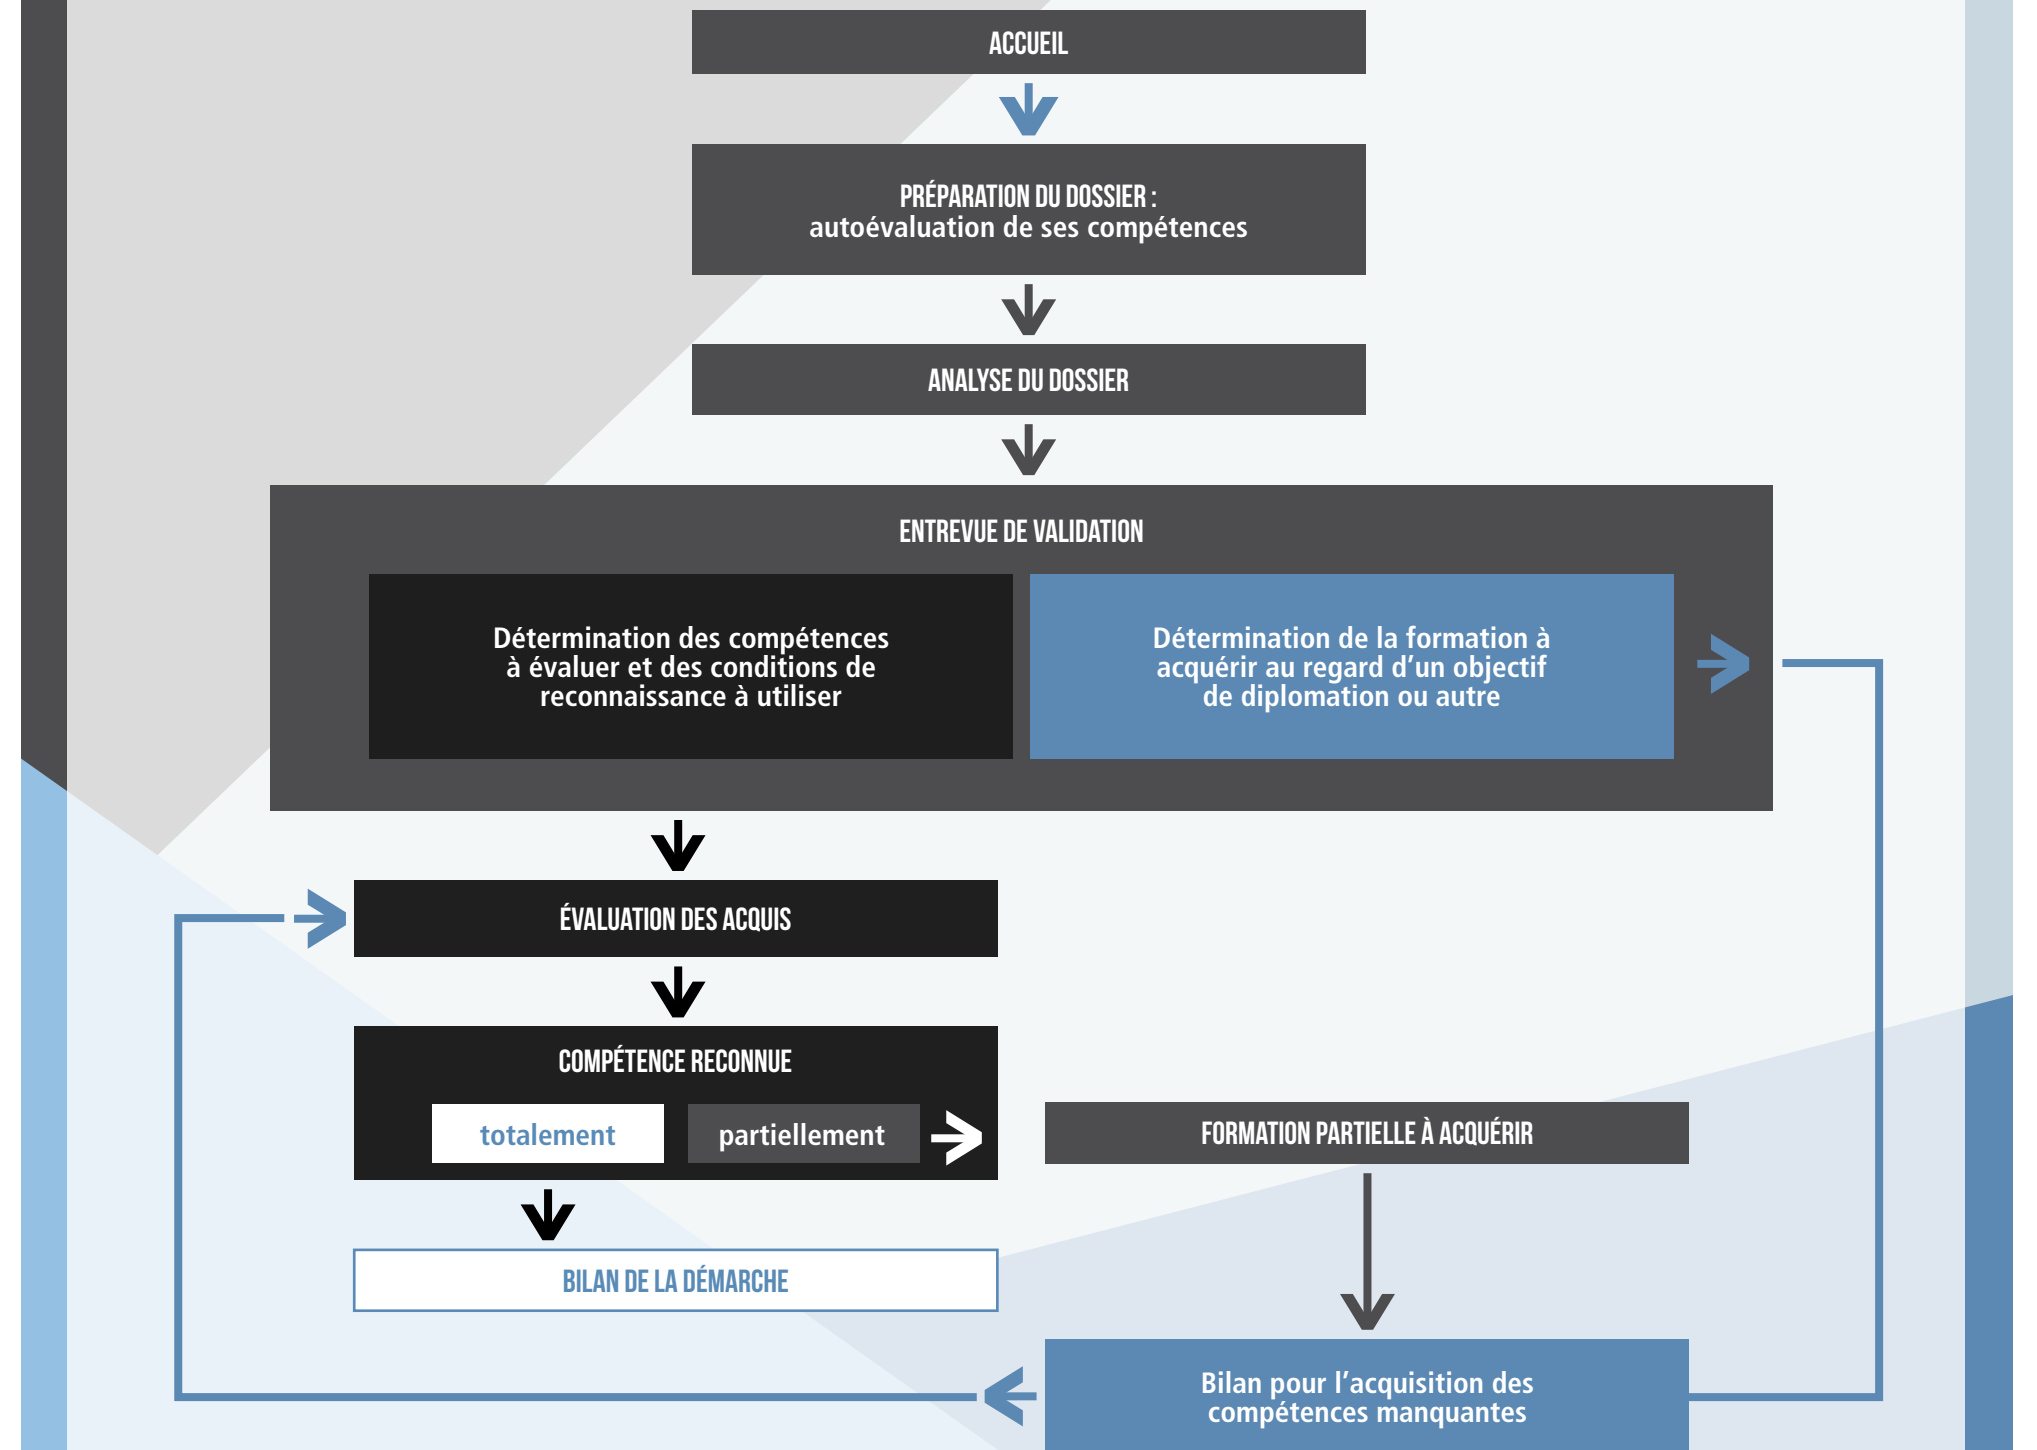 ACCUEIL
PRÉPARATION DU DOSSIER :
autoévaluation de ses compétences
ANALYSE DU DOSSIER
ENTREVUE DE VALIDATION
Détermination des compétences
à évaluer et des conditions de
reconnaissance à utiliser
Détermination de la formation à
acquérir au regard d’un objectif
de diplomation ou autre
ÉVALUATION DES ACQUIS
COMPÉTENCE RECONNUE
totalement
partiellement
FORMATION PARTIELLE À ACQUÉRIR
BILAN DE LA DÉMARCHE
Bilan pour l’acquisition des
compétences manquantes